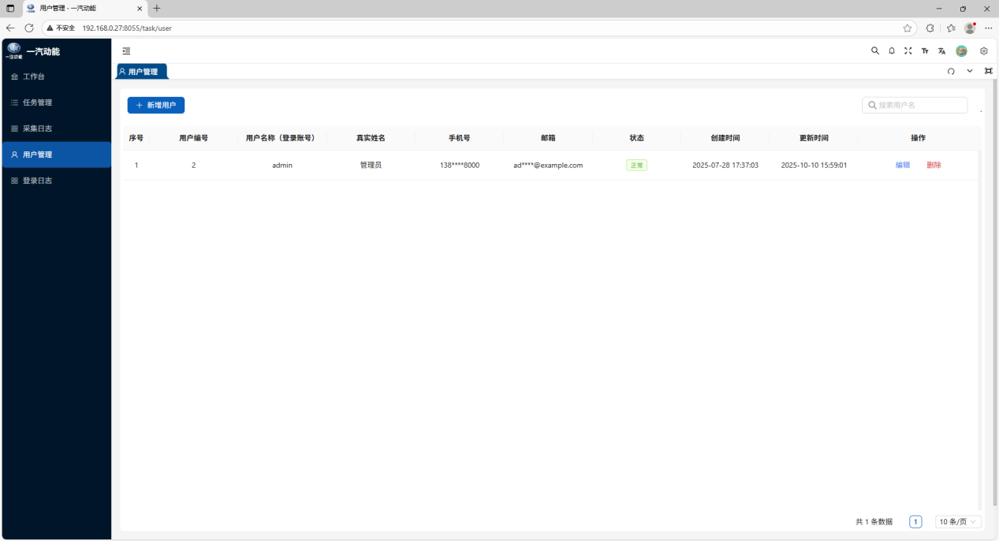 用户管理 - 一汽动能
不安全 192.168.0.27:8055/task/user
一汽动能 一汽动能
工作台
任务管理
采集日志
用户管理
登录日志
用户管理
新增用户
搜索用户名
序号 用户编号 用户名称（登录账号） 真实姓名 手机号 邮箱 状态 创建时间 更新时间 操作
1 2 admin 管理员 138****8000 ad****@example.com 正常 2025-07-28 17:37:03 2025-10-10 15:59:01 编辑 删除
共 1 条数据 1 10 条/页